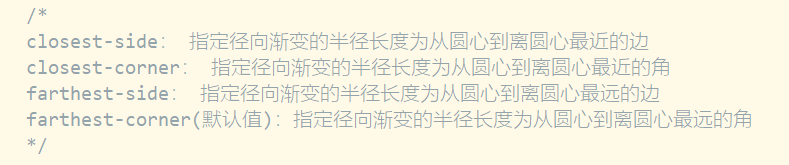 /*
closest-side： 指定径向渐变的半径长度为从圆心到离圆心最近的边
closest-corner： 指定径向渐变的半径长度为从圆心到离圆心最近的角
farthest-side： 指定径向渐变的半径长度为从圆心到离圆心最远的边
farthest-corner(默认值)：指定径向渐变的半径长度为从圆心到离圆心最远的角
*/